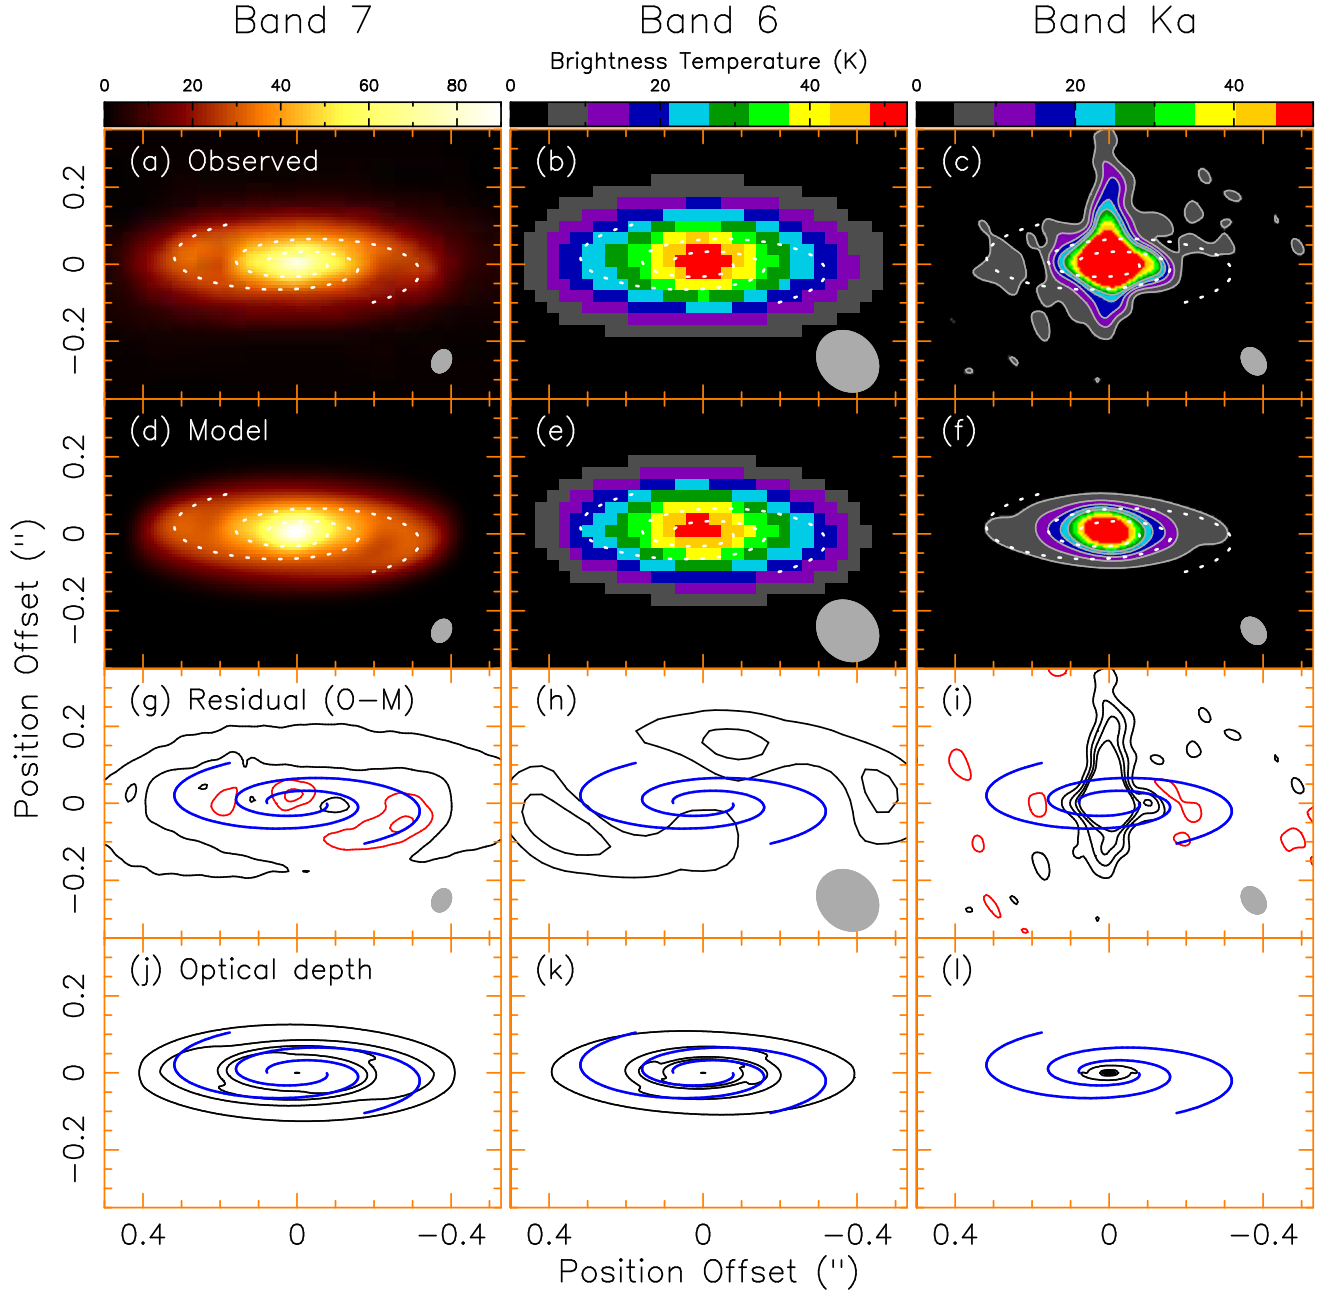 Band 7
Band 6
Band Ka
Brightness Temperature (K)
0 20 40 60 80
0 20 40
0 20 40
(a) Observed
(b)
(c)
0.2
0
−0.2
(d) Model
(e)
(f)
0.2
0
−0.2
(g) Residual (O−M)
(h)
(i)
0.2
0
−0.2
(j) Optical depth
(k)
(l)
0.2
0
−0.2
Position Offset (")
0.4 0 −0.4
0.4 0 −0.4
0.4 0 −0.4
Position Offset (")